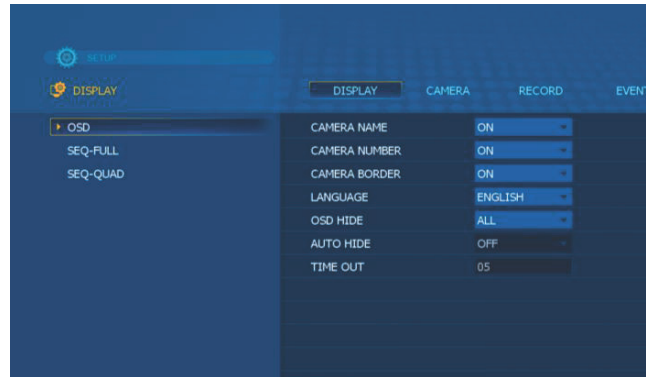 SETUP
DISPLAY
DISPLAY CAMERA RECORD EVENT
OSD
SEQ-FULL
SEQ-QUAD
CAMERA NAME ON
CAMERA NUMBER ON
CAMERA BORDER ON
LANGUAGE ENGLISH
OSD HIDE ALL
AUTO HIDE OFF
TIME OUT 05